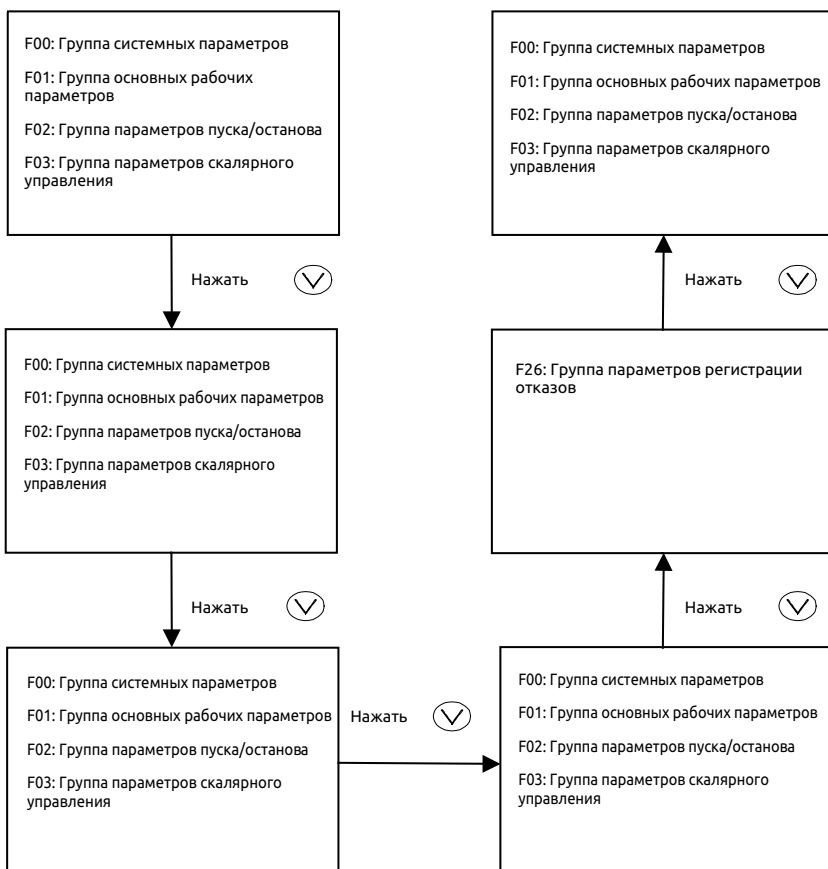 F00: Группа системных параметров
F01: Группа основных рабочих
параметров
F02: Группа параметров пуска/останова
F03: Группа параметров скалярного
управления
Нажать
F00: Группа системных параметров
F01: Группа основных рабочих параметров
F02: Группа параметров пуска/останова
F03: Группа параметров скалярного
управления
Нажать
F00: Группа системных параметров
F01: Группа основных рабочих параметров
F02: Группа параметров пуска/останова
F03: Группа параметров скалярного
управления
Нажать
F00: Группа системных параметров
F01: Группа основных рабочих параметров
F02: Группа параметров пуска/останова
F03: Группа параметров скалярного
управления
Нажать
F26: Группа параметров регистрации
отказов
Нажать
F00: Группа системных параметров
F01: Группа основных рабочих параметров
F02: Группа параметров пуска/останова
F03: Группа параметров скалярного
управления